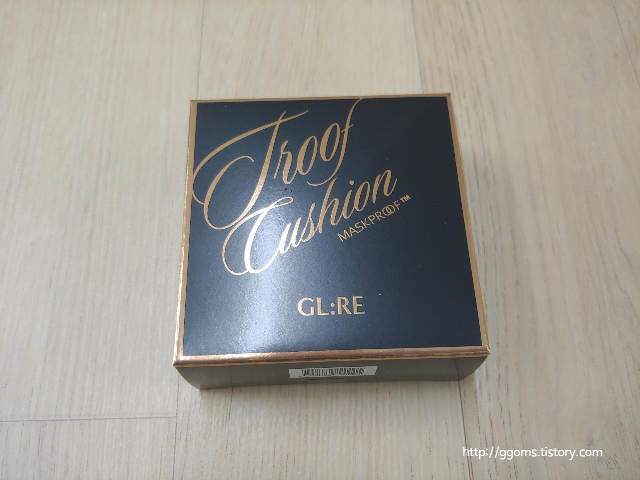 Troof
Cushion
MASKPROOF™
GL:RE
http://ggoms.tistory.com